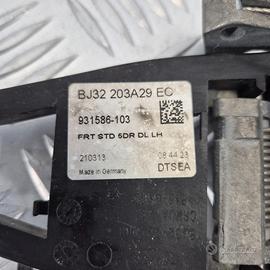 BJ32 203A29 EC
931586-103
FRT STD 5DR DL LH
210313
08:44:23
Made in Germany
DTSEA